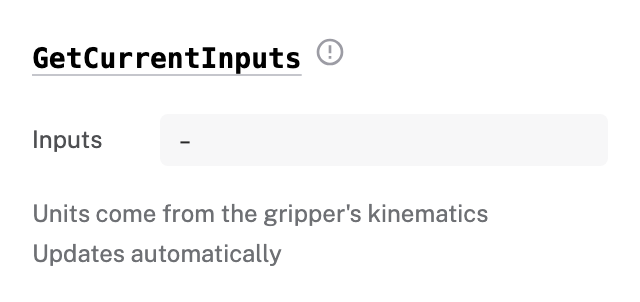 GetCurrentInputs
Inputs
–
Units come from the gripper's kinematics
Updates automatically